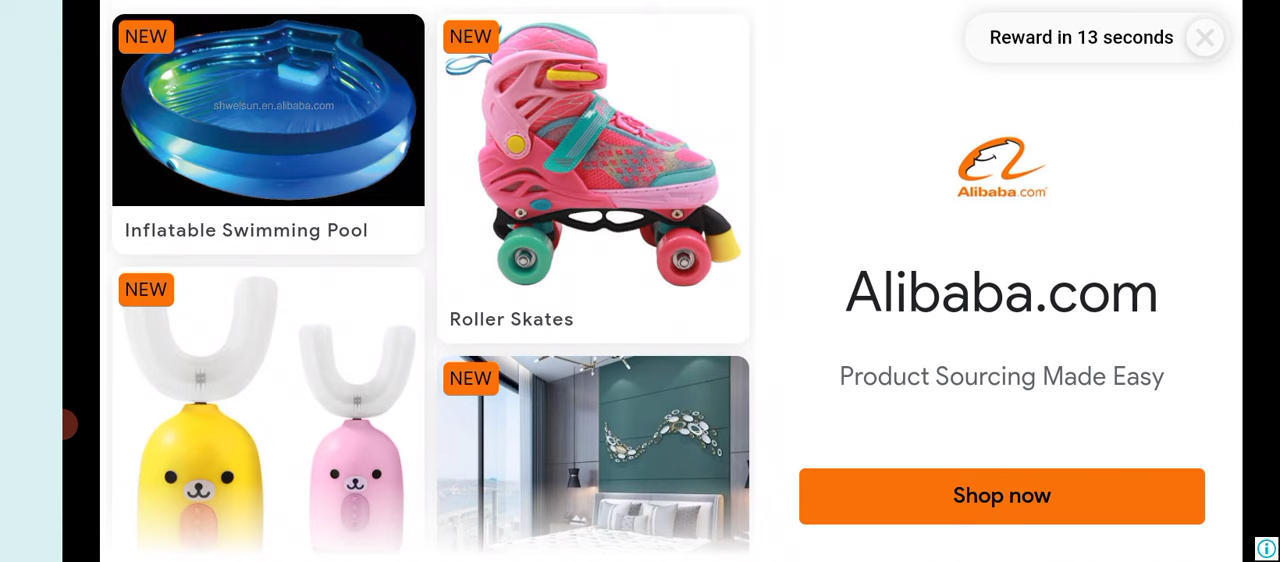 NEW
shweisun.en.alibaba.com
Inflatable Swimming Pool
NEW
Roller Skates
NEW
NEW
Reward in 13 seconds
Alibaba.com
Alibaba.com
Product Sourcing Made Easy
Shop now